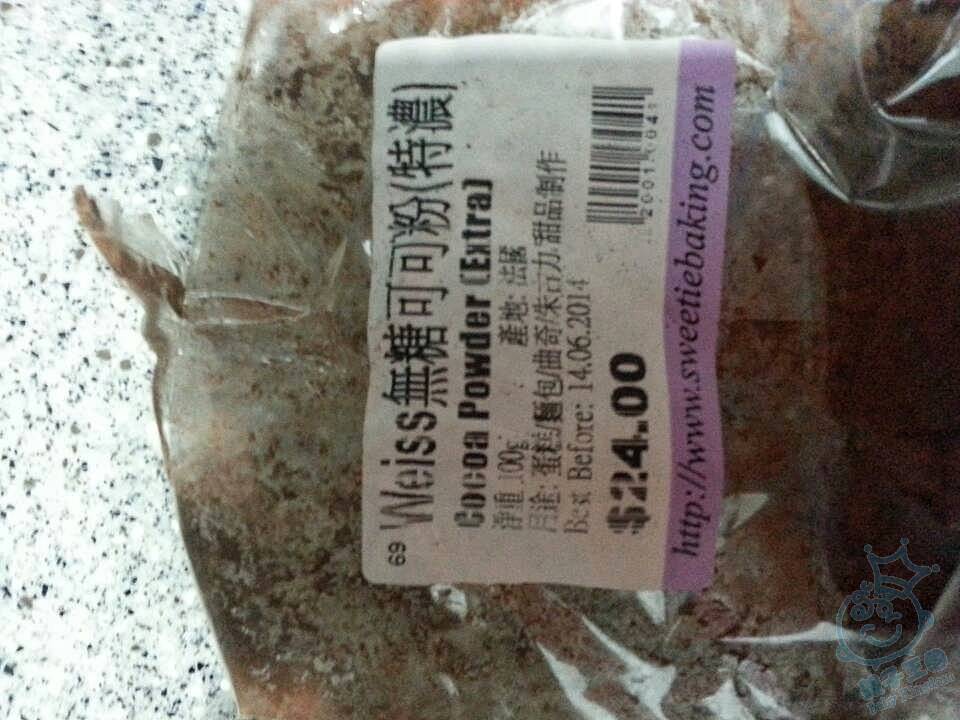 69 Weiss無糖可可粉(特濃)
Cocoa Powder (Extra)
淨重 100g 產地: 法國
用途: 蛋糕/麵包/曲奇/朱古力/甜品制作
Best Before: 14.06.2014
$24.00
http://www.sweetiebaking.com